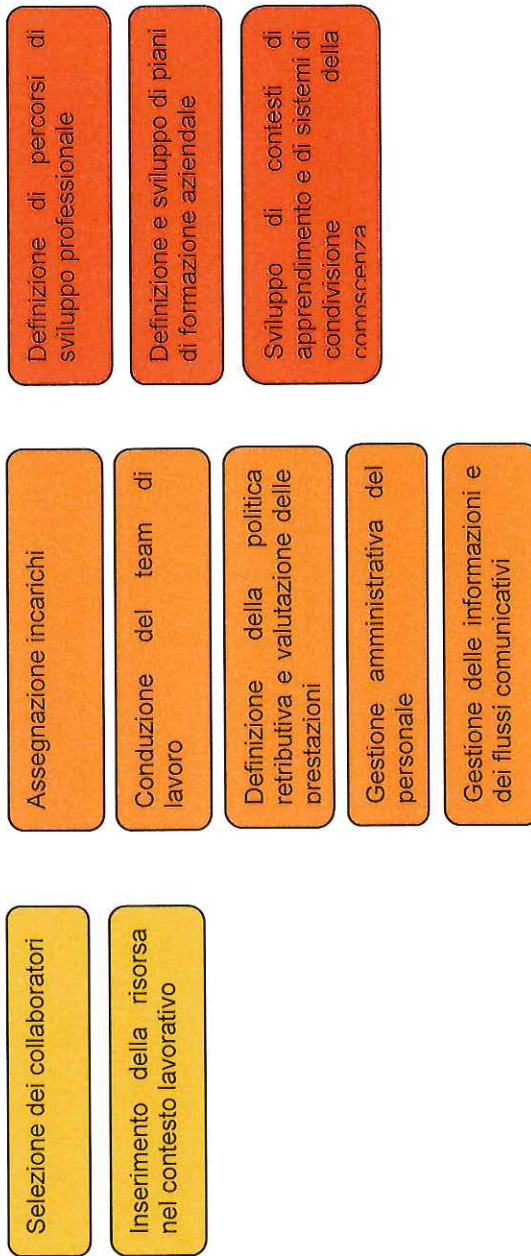 Selezione dei collaboratori
Inserimento della risorsa
nel contesto lavorativo
Assegnazione incarichi
Conduzione del team di
lavoro
Definizione della politica
retributiva e valutazione delle
prestazioni
Gestione amministrativa del
personale
Gestione delle informazioni e
dei flussi comunicativi
Definizione di percorsi di
sviluppo professionale
Definizione e sviluppo di piani
di formazione aziendale
Sviluppo di contesti di
apprendimento e di sistemi di
condivisione della
conoscenza